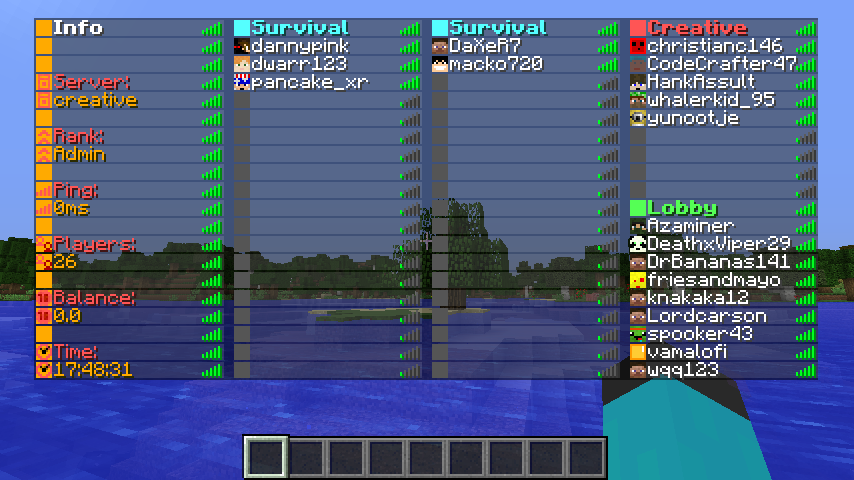 Info
Server:
creative
Rank:
Admin
Ping:
0ms
Players:
26
Balance:
0.0
Time:
17:48:31
Survival
dannypink
dwarr123
pancake_xr
Survival
DaXeR7
macko720
Creative
christianc146
CodeCrafter47
HankAssult
whalerkid_95
yunootje
Lobby
Azaminer
DeathxViper29
DrBananas141
friesandmayo
knakaka12
Lordcarson
spooker43
vamalofi
wqq123